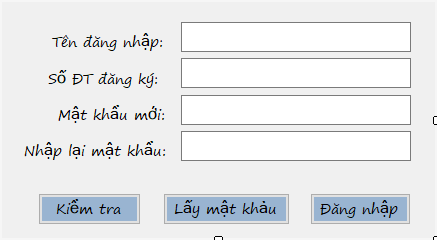 Tên đăng nhập:
Số ĐT đăng ký:
Mật khẩu mới:
Nhập lại mật khẩu:
Kiểm tra Lấy mật khảu Đăng nhập